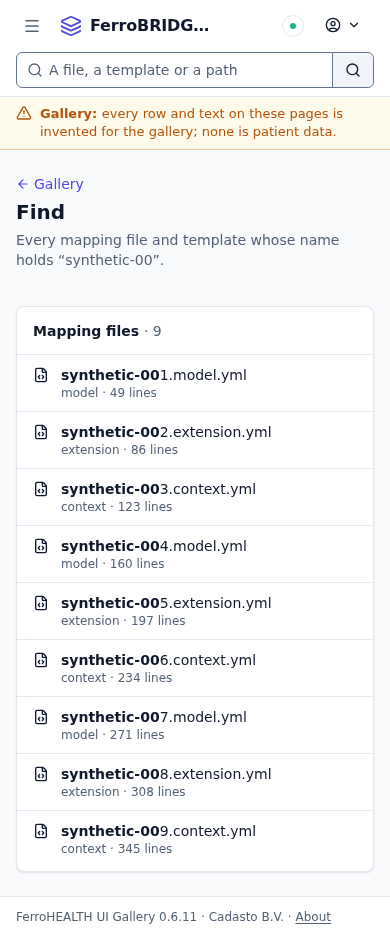 FerroBRIDG...
A file, a template or a path
Gallery: every row and text on these pages is
invented for the gallery; none is patient data.
← Gallery
Find
Every mapping file and template whose name
holds “synthetic-00”.
Mapping files · 9
synthetic-001.model.yml
model · 49 lines
synthetic-002.extension.yml
extension · 86 lines
synthetic-003.context.yml
context · 123 lines
synthetic-004.model.yml
model · 160 lines
synthetic-005.extension.yml
extension · 197 lines
synthetic-006.context.yml
context · 234 lines
synthetic-007.model.yml
model · 271 lines
synthetic-008.extension.yml
extension · 308 lines
synthetic-009.context.yml
context · 345 lines
FerroHEALTH UI Gallery 0.6.11 · Cadasto B.V. · About